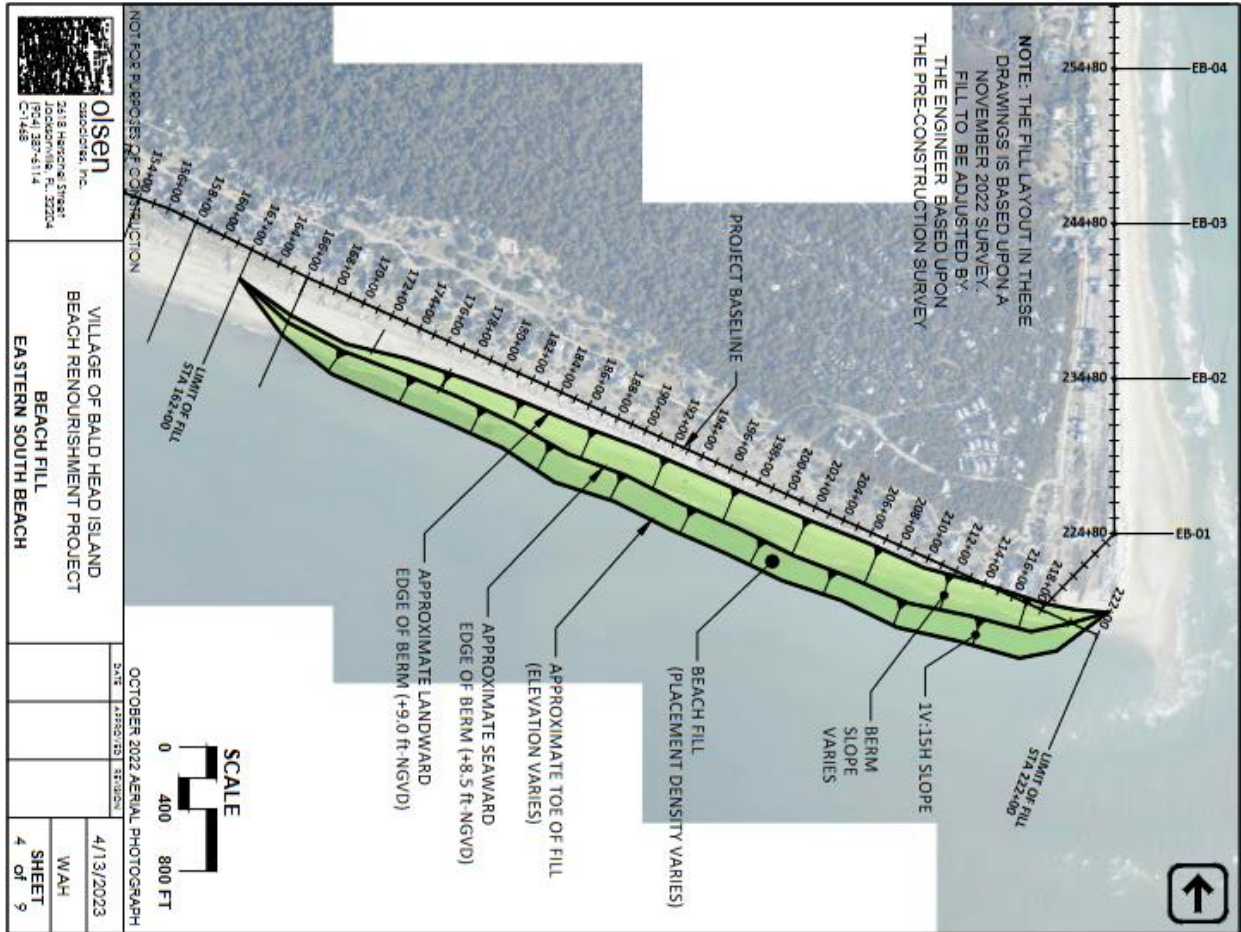 NOTE: THE FILL LAYOUT IN THESE
DRAWINGS IS BASED UPON A
NOVEMBER 2022 SURVEY.
FILL TO BE ADJUSTED BY
THE ENGINEER BASED UPON
THE PRE-CONSTRUCTION SURVEY
EB-04
EB-03
EB-02
EB-01
254+80
244+80
234+80
224+80
PROJECT BASELINE
154+00
156+00
158+00
160+00
162+00
164+00
166+00
168+00
170+00
172+00
174+00
176+00
178+00
180+00
182+00
184+00
186+00
188+00
190+00
192+00
194+00
196+00
198+00
200+00
202+00
204+00
206+00
208+00
210+00
212+00
214+00
216+00
218+00
222+00
LIMIT OF FILL
STA 162+00
LIMIT OF FILL
STA 222+00
1V:15H SLOPE
BERM
SLOPE
VARIES
BEACH FILL
(PLACEMENT DENSITY VARIES)
APPROXIMATE TOE OF FILL
(ELEVATION VARIES)
APPROXIMATE SEAWARD
EDGE OF BERM (+8.5 ft-NGVD)
APPROXIMATE LANDWARD
EDGE OF BERM (+9.0 ft-NGVD)
SCALE
0 400 800 FT
NOT FOR PURPOSES OF CONSTRUCTION
OCTOBER 2022 AERIAL PHOTOGRAPH
olsen
associates, inc.
2618 Herschel Street
Jacksonville, FL 32204
(904) 387-6114
C-1468
VILLAGE OF BALD HEAD ISLAND
BEACH RENOURISHMENT PROJECT
BEACH FILL
EASTERN SOUTH BEACH
DATE APPROVED REVISION
4/13/2023
WAH
SHEET
4 of 9